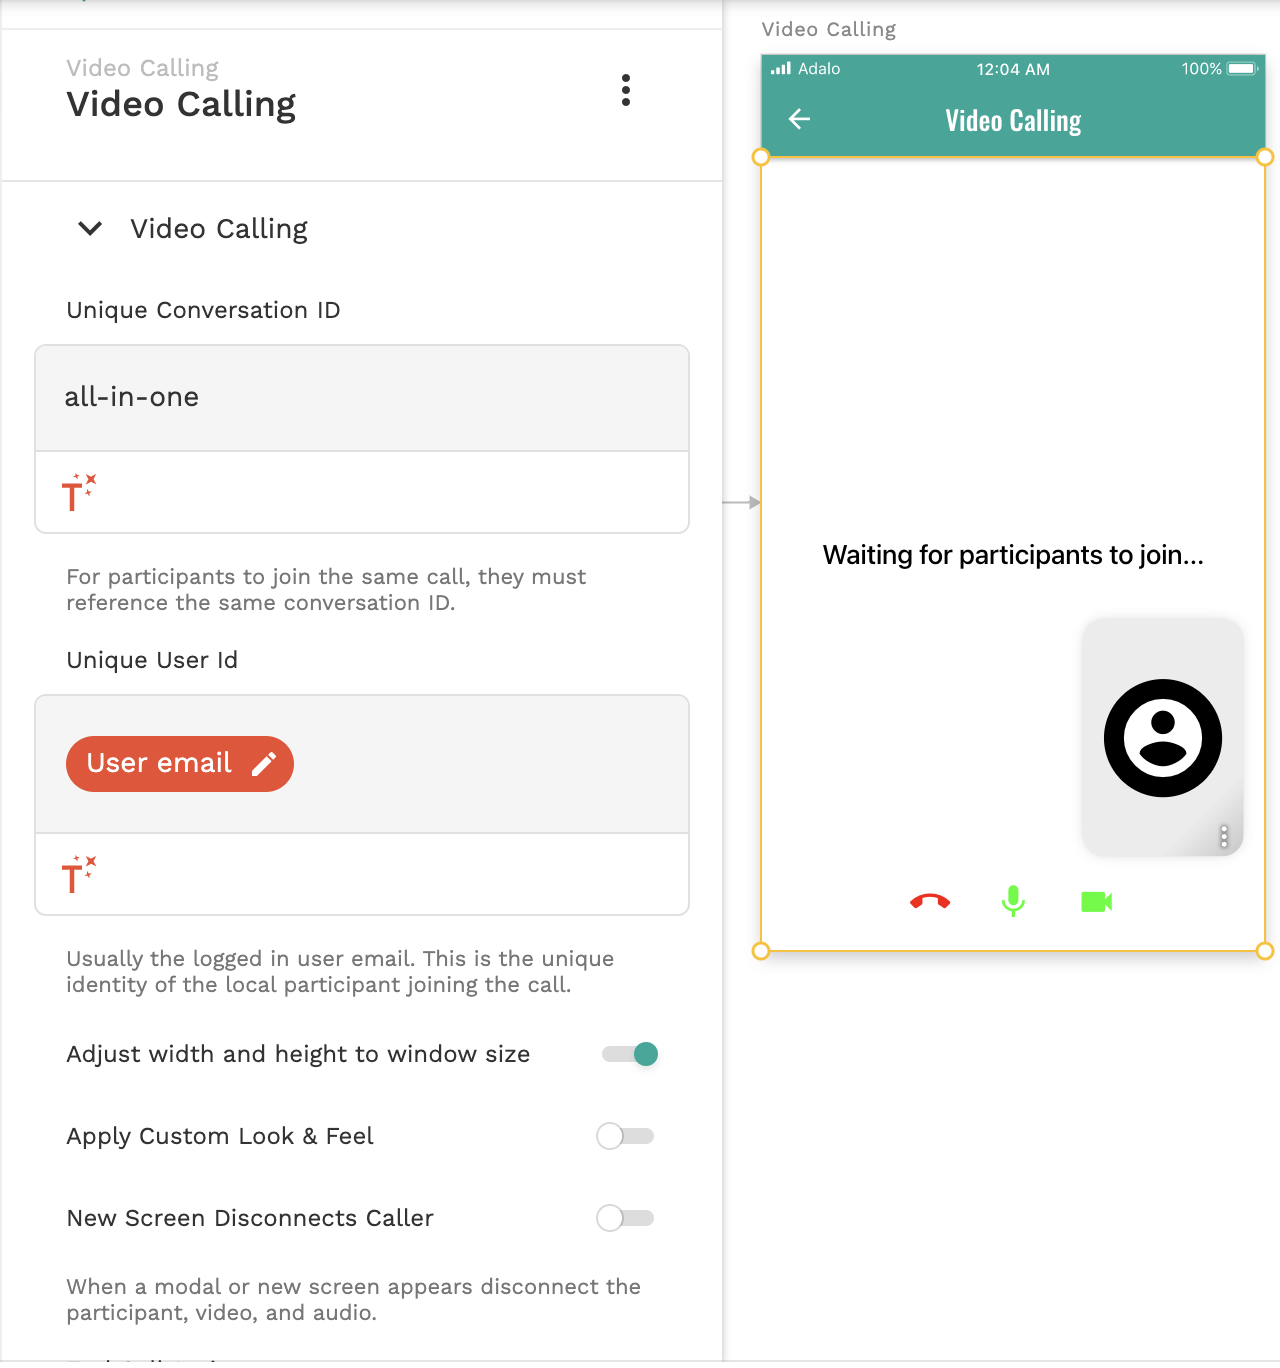 Video Calling
Video Calling
Video Calling
Unique Conversation ID
all-in-one
For participants to join the same call, they must
reference the same conversation ID.
Unique User Id
User email
Usually the logged in user email. This is the unique
identity of the local participant joining the call.
Adjust width and height to window size
Apply Custom Look & Feel
New Screen Disconnects Caller
When a modal or new screen appears disconnect the
participant, video, and audio.
Video Calling
Adalo 12:04 AM 100%
Video Calling
Waiting for participants to join...